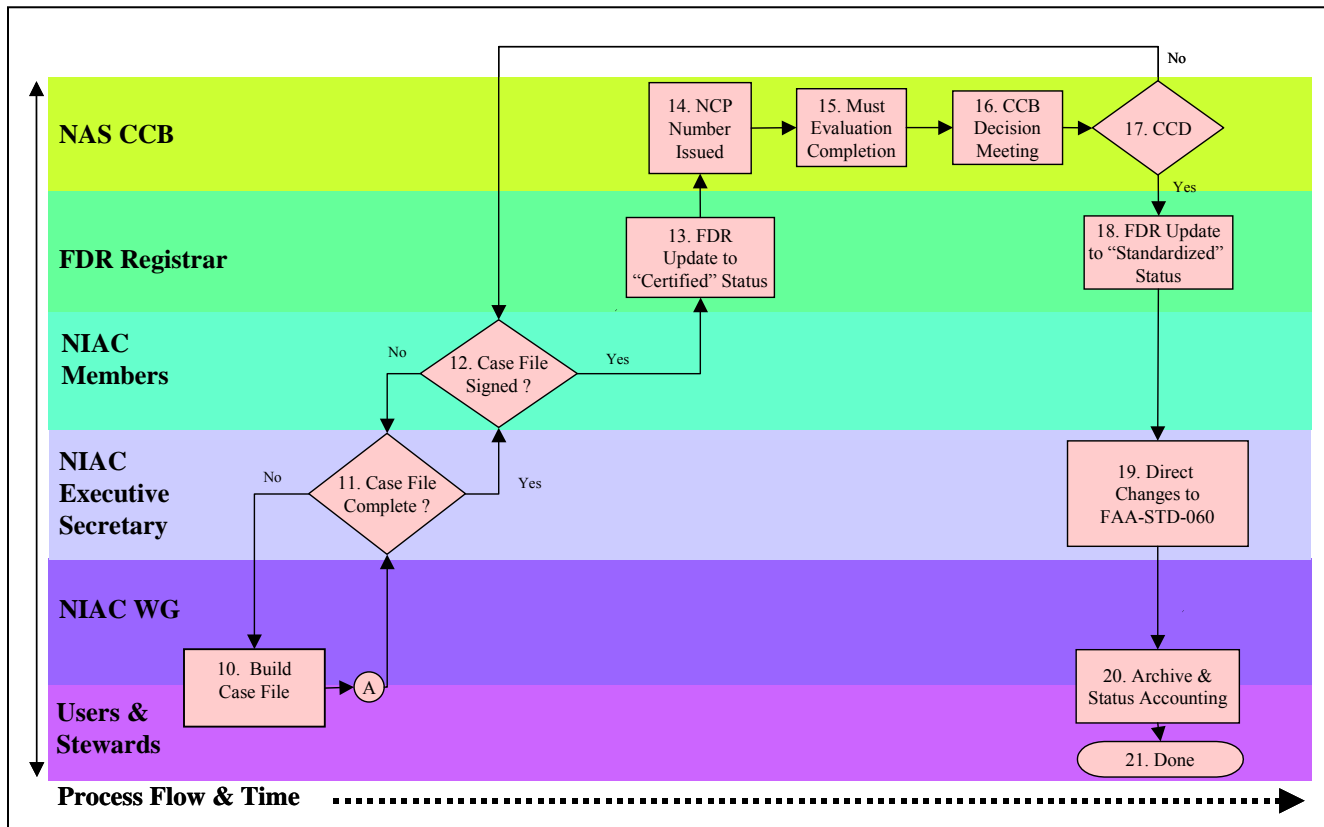 No
NAS CCB
14. NCP
Number
Issued
15. Must
Evaluation
Completion
16. CCB
Decision
Meeting
17. CCD
Yes
FDR Registrar
13. FDR
Update to
“Certified” Status
18. FDR Update
to “Standardized”
Status
NIAC
Members
No
12. Case File
Signed ?
Yes
NIAC
Executive
Secretary
No
11. Case File
Complete ?
Yes
19. Direct
Changes to
FAA-STD-060
NIAC WG
10. Build
Case File
A
20. Archive &
Status Accounting
Users &
Stewards
21. Done
Process Flow & Time